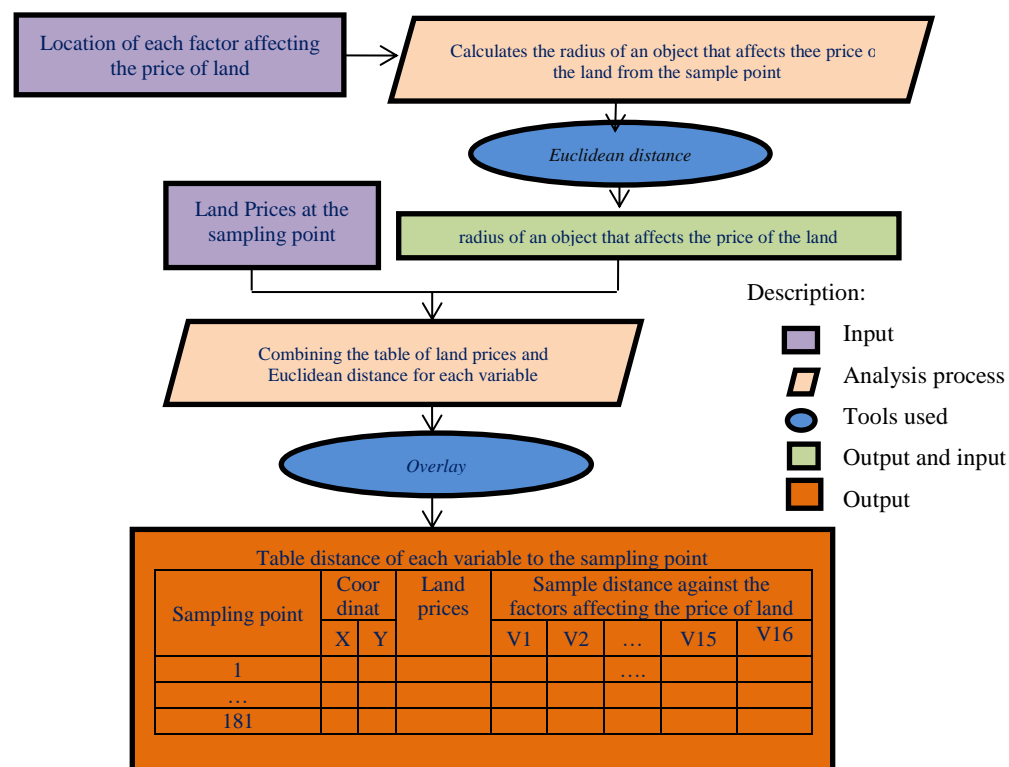 Location of each factor affecting
the price of land
Calculates the radius of an object that affects thee price o
the land from the sample point
Euclidean distance
Land Prices at the
sampling point
radius of an object that affects the price of the land
Description:
Input
Analysis process
Tools used
Output and input
Output
Combining the table of land prices and
Euclidean distance for each variable
Overlay
Table distance of each variable to the sampling point
Sampling point
Coor
dinat
Land
prices
Sample distance against the
factors affecting the price of land
X Y V1 V2 … V15 V16
1 ….
…
181